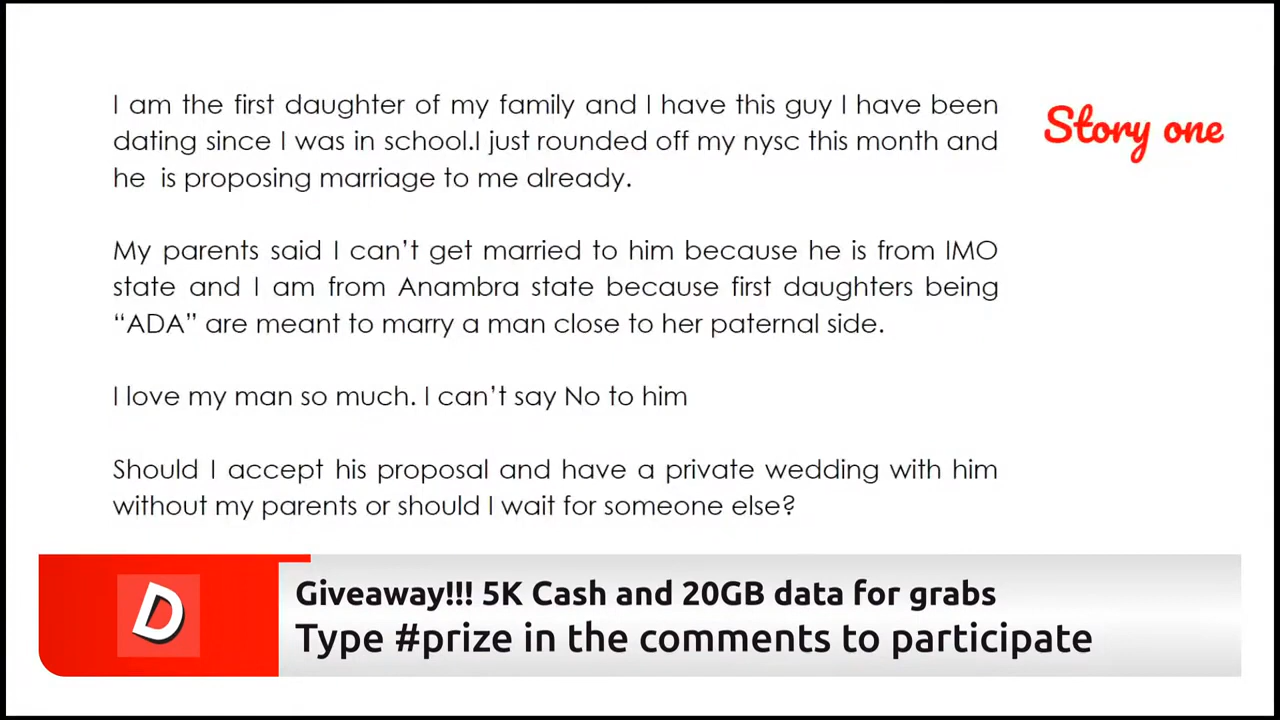 I am the first daughter of my family and I have this guy I have been
dating since I was in school.I just rounded off my nysc this month and
he  is proposing marriage to me already.
Story one
My parents said I can't get married to him because he is from IMO
state and I am from Anambra state because first daughters being
“ADA” are meant to marry a man close to her paternal side.
I love my man so much. I can't say No to him
Should I accept his proposal and have a private wedding with him
without my parents or should I wait for someone else?
D
Giveaway!!! 5K Cash and 20GB data for grabs
Type #prize in the comments to participate